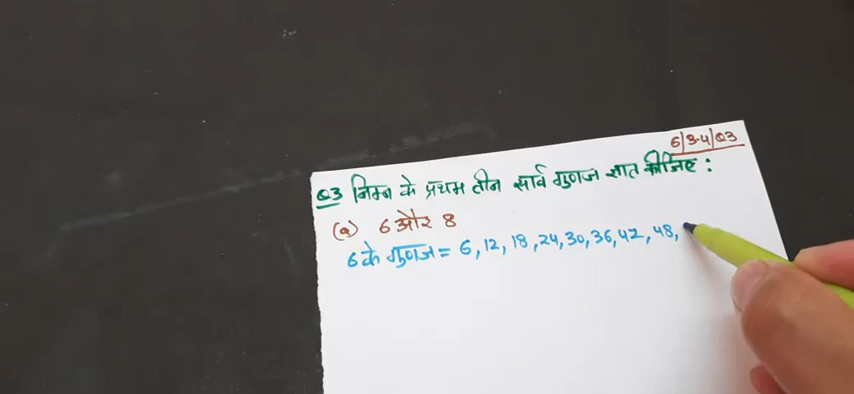 6/3.4/Q3
Q3 निम्न के प्रथम तीन सार्व गुणज ज्ञात कीजिए :
(a) 6 और 8
6 के गुणज = 6, 12, 18, 24, 30, 36, 42, 48,